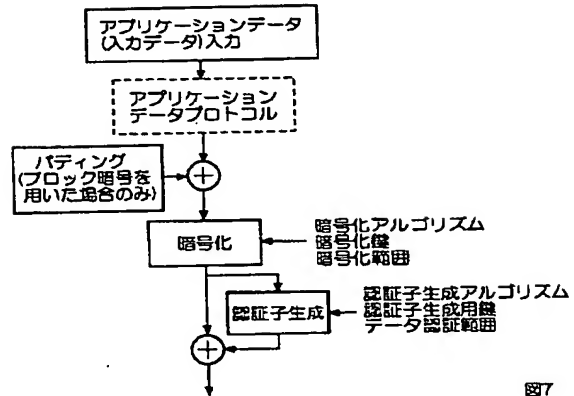 アプリケーションデータ
(入力データ)入力
アプリケーション
データプロトコル
パディング
(ブロック暗号を
用いた場合のみ)
暗号化
暗号化アルゴリズム
暗号化鍵
暗号化範囲
認証子生成
認証子生成アルゴリズム
認証子生成用鍵
データ認証範囲
図7